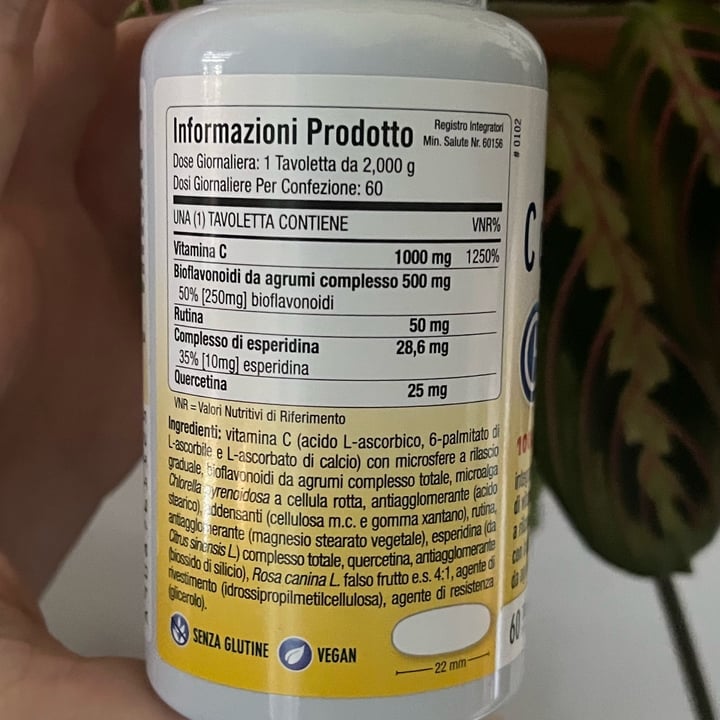 Informazioni Prodotto
Registro Integratori
Min. Salute Nr. 60156
# 0102
Dose Giornaliera: 1 Tavoletta da 2,000 g
Dosi Giornaliere Per Confezione: 60
UNA (1) TAVOLETTA CONTIENE VNR%
Vitamina C 1000 mg 1250%
Bioflavonoidi da agrumi complesso 500 mg
50% [250mg] bioflavonoidi
Rutina 50 mg
Complesso di esperidina 28,6 mg
35% [10mg] esperidina
Quercetina 25 mg
VNR = Valori Nutritivi di Riferimento
Ingredienti: vitamina C (acido L-ascorbico, 6-palmitato di
L-ascorbile e L-ascorbato di calcio) con microsfere a rilascio
graduale, bioflavonoidi da agrumi complesso totale, microalga
Chlorella pyrenoidosa a cellula rotta, antiagglomerante (acido
stearico), addensanti (cellulosa m.c. e gomma xantano), rutina,
antiagglomerante (magnesio stearato vegetale), esperidina (da
Citrus sinensis L.) complesso totale, quercetina, antiagglomerante
(biossido di silicio), Rosa canina L. falso frutto e.s. 4:1, agente di
rivestimento (idrossipropilmetilcellulosa), agente di resistenza
(glicerolo).
SENZA GLUTINE
VEGAN
22 mm
C
60